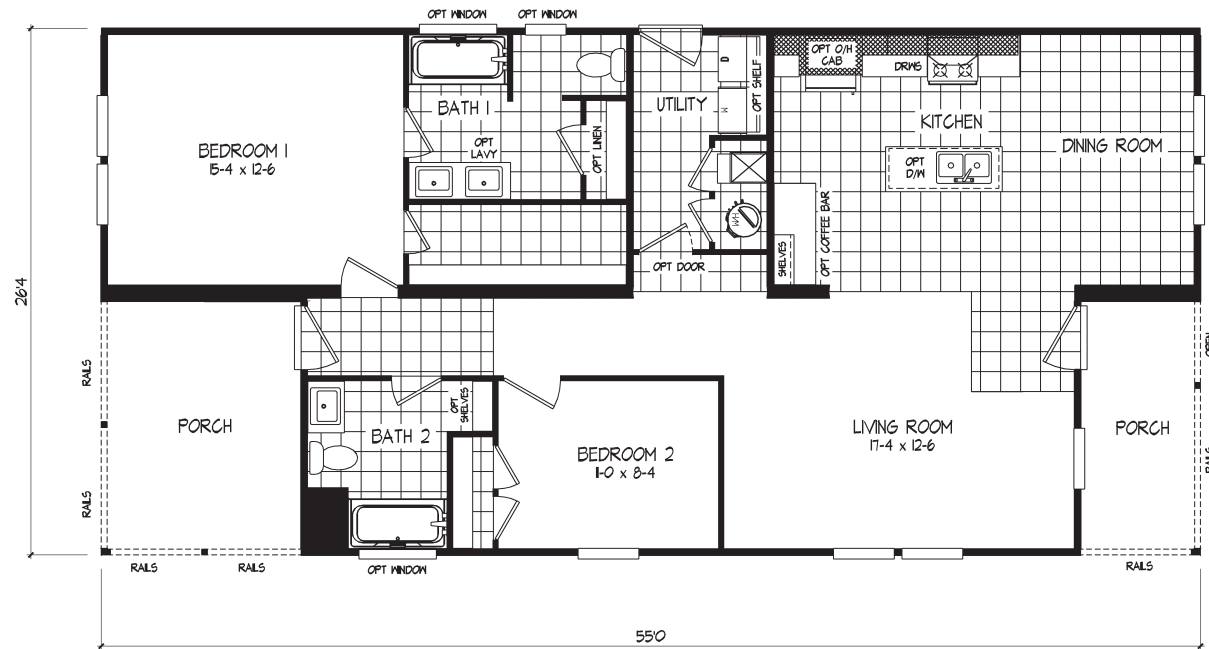 OPT WINDOW
OPT WINDOW
BEDROOM 1
15-4 x 12-6
BATH 1
OPT
LAVY
OPT LINEN
UTILITY
D
W
OPT SHELF
OPT O/H
CAB
DRWS
KITCHEN
OPT
D/W
DINING ROOM
WH
SHELVES
OPT COFFEE BAR
OPT DOOR
26'4
RAILS
RAILS
PORCH
RAILS
RAILS
BATH 2
OPT
SHELVES
OPT WINDOW
BEDROOM 2
11-0 x 8-4
LIVING ROOM
17-4 x 12-6
PORCH
OPEN
RAILS
RAILS
55'0